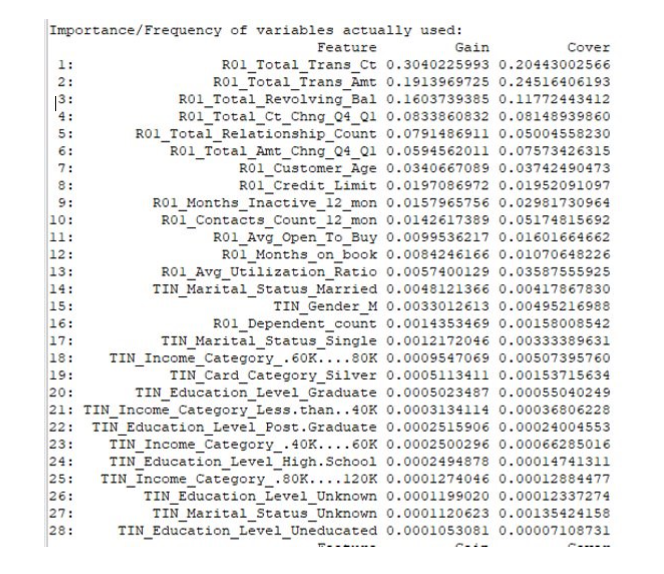 Importance/Frequency of variables actually used:
Feature Gain Cover
1: R01_Total_Trans_Ct 0.3040225993 0.20443002566
2: R01_Total_Trans_Amt 0.1913969725 0.24516406193
3: R01_Total_Revolving_Bal 0.1603739385 0.11772443412
4: R01_Total_Ct_Chng_Q4_Q1 0.0833860832 0.08148939860
5: R01_Total_Relationship_Count 0.0791486911 0.05004558230
6: R01_Total_Amt_Chng_Q4_Q1 0.0594562011 0.07573426315
7: R01_Customer_Age 0.0340667089 0.03742490473
8: R01_Credit_Limit 0.0197086972 0.01952091097
9: R01_Months_Inactive_12_mon 0.0157965756 0.02981730964
10: R01_Contacts_Count_12_mon 0.0142617389 0.05174815692
11: R01_Avg_Open_To_Buy 0.0099536217 0.01601664662
12: R01_Months_on_book 0.0084246166 0.01070648226
13: R01_Avg_Utilization_Ratio 0.0057400129 0.03587555925
14: TIN_Marital_Status_Married 0.0048121366 0.00417867830
15: TIN_Gender_M 0.0033012613 0.00495216988
16: R01_Dependent_count 0.0014353469 0.00158008542
17: TIN_Marital_Status_Single 0.0012172046 0.00333389631
18: TIN_Income_Category_.60K....80K 0.0009547069 0.00507395760
19: TIN_Card_Category_Silver 0.0005113411 0.00153715634
20: TIN_Education_Level_Graduate 0.0005023487 0.00055040249
21: TIN_Income_Category_Less.than..40K 0.0003134114 0.00036806228
22: TIN_Education_Level_Post.Graduate 0.0002515906 0.00024004553
23: TIN_Income_Category_.40K....60K 0.0002500296 0.00066285016
24: TIN_Education_Level_High.School 0.0002494878 0.00014741311
25: TIN_Income_Category_.80K....120K 0.0001274046 0.00012884477
26: TIN_Education_Level_Unknown 0.0001199020 0.00012337274
27: TIN_Marital_Status_Unknown 0.0001120623 0.00135424158
28: TIN_Education_Level_Uneducated 0.0001053081 0.00007108731